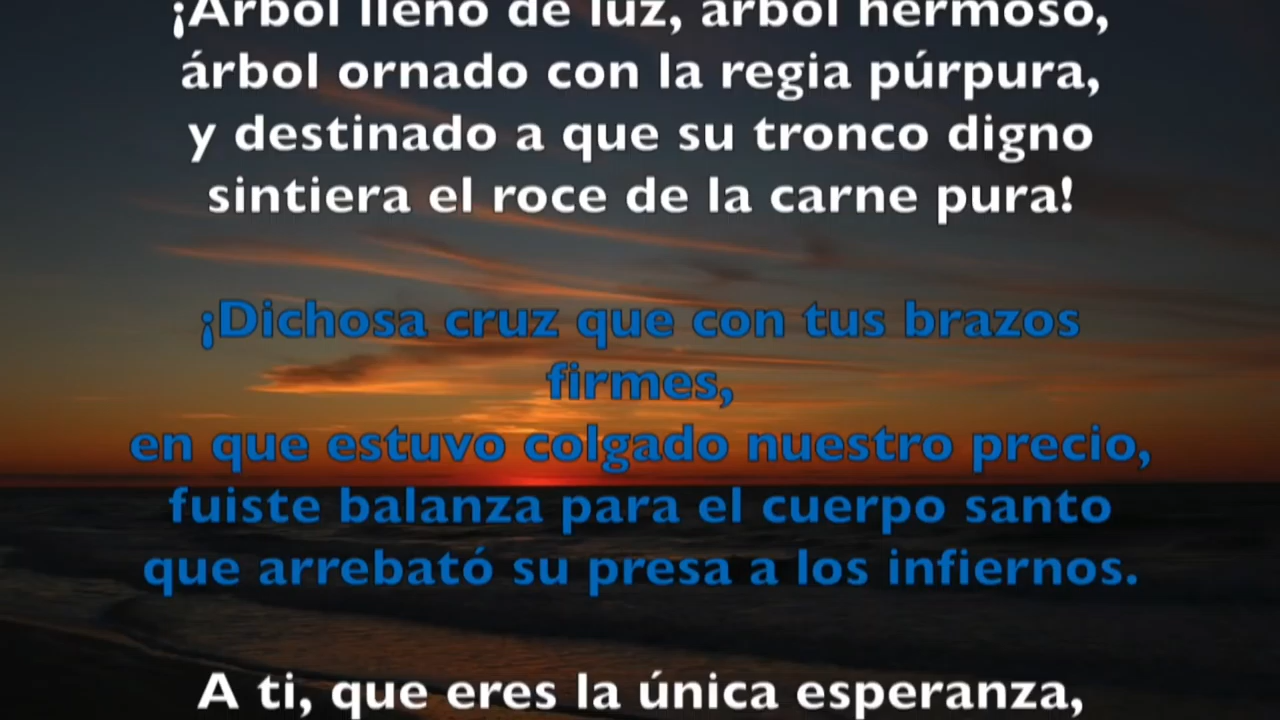 ¡Árbol lleno de luz, árbol hermoso,
árbol ornado con la regia púrpura,
y destinado a que su tronco digno
sintiera el roce de la carne pura!
¡Dichosa cruz que con tus brazos
firmes,
en que estuvo colgado nuestro precio,
fuiste balanza para el cuerpo santo
que arrebató su presa a los infiernos.
A ti, que eres la única esperanza,